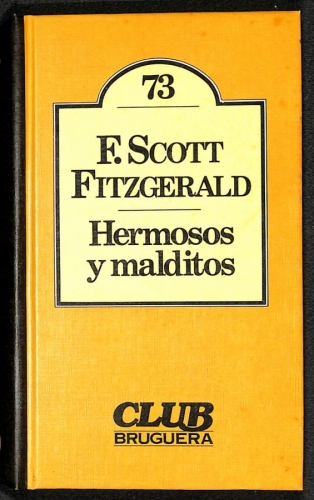 73
F. SCOTT
FITZGERALD
Hermosos
y malditos
CLUB
BRUGUERA